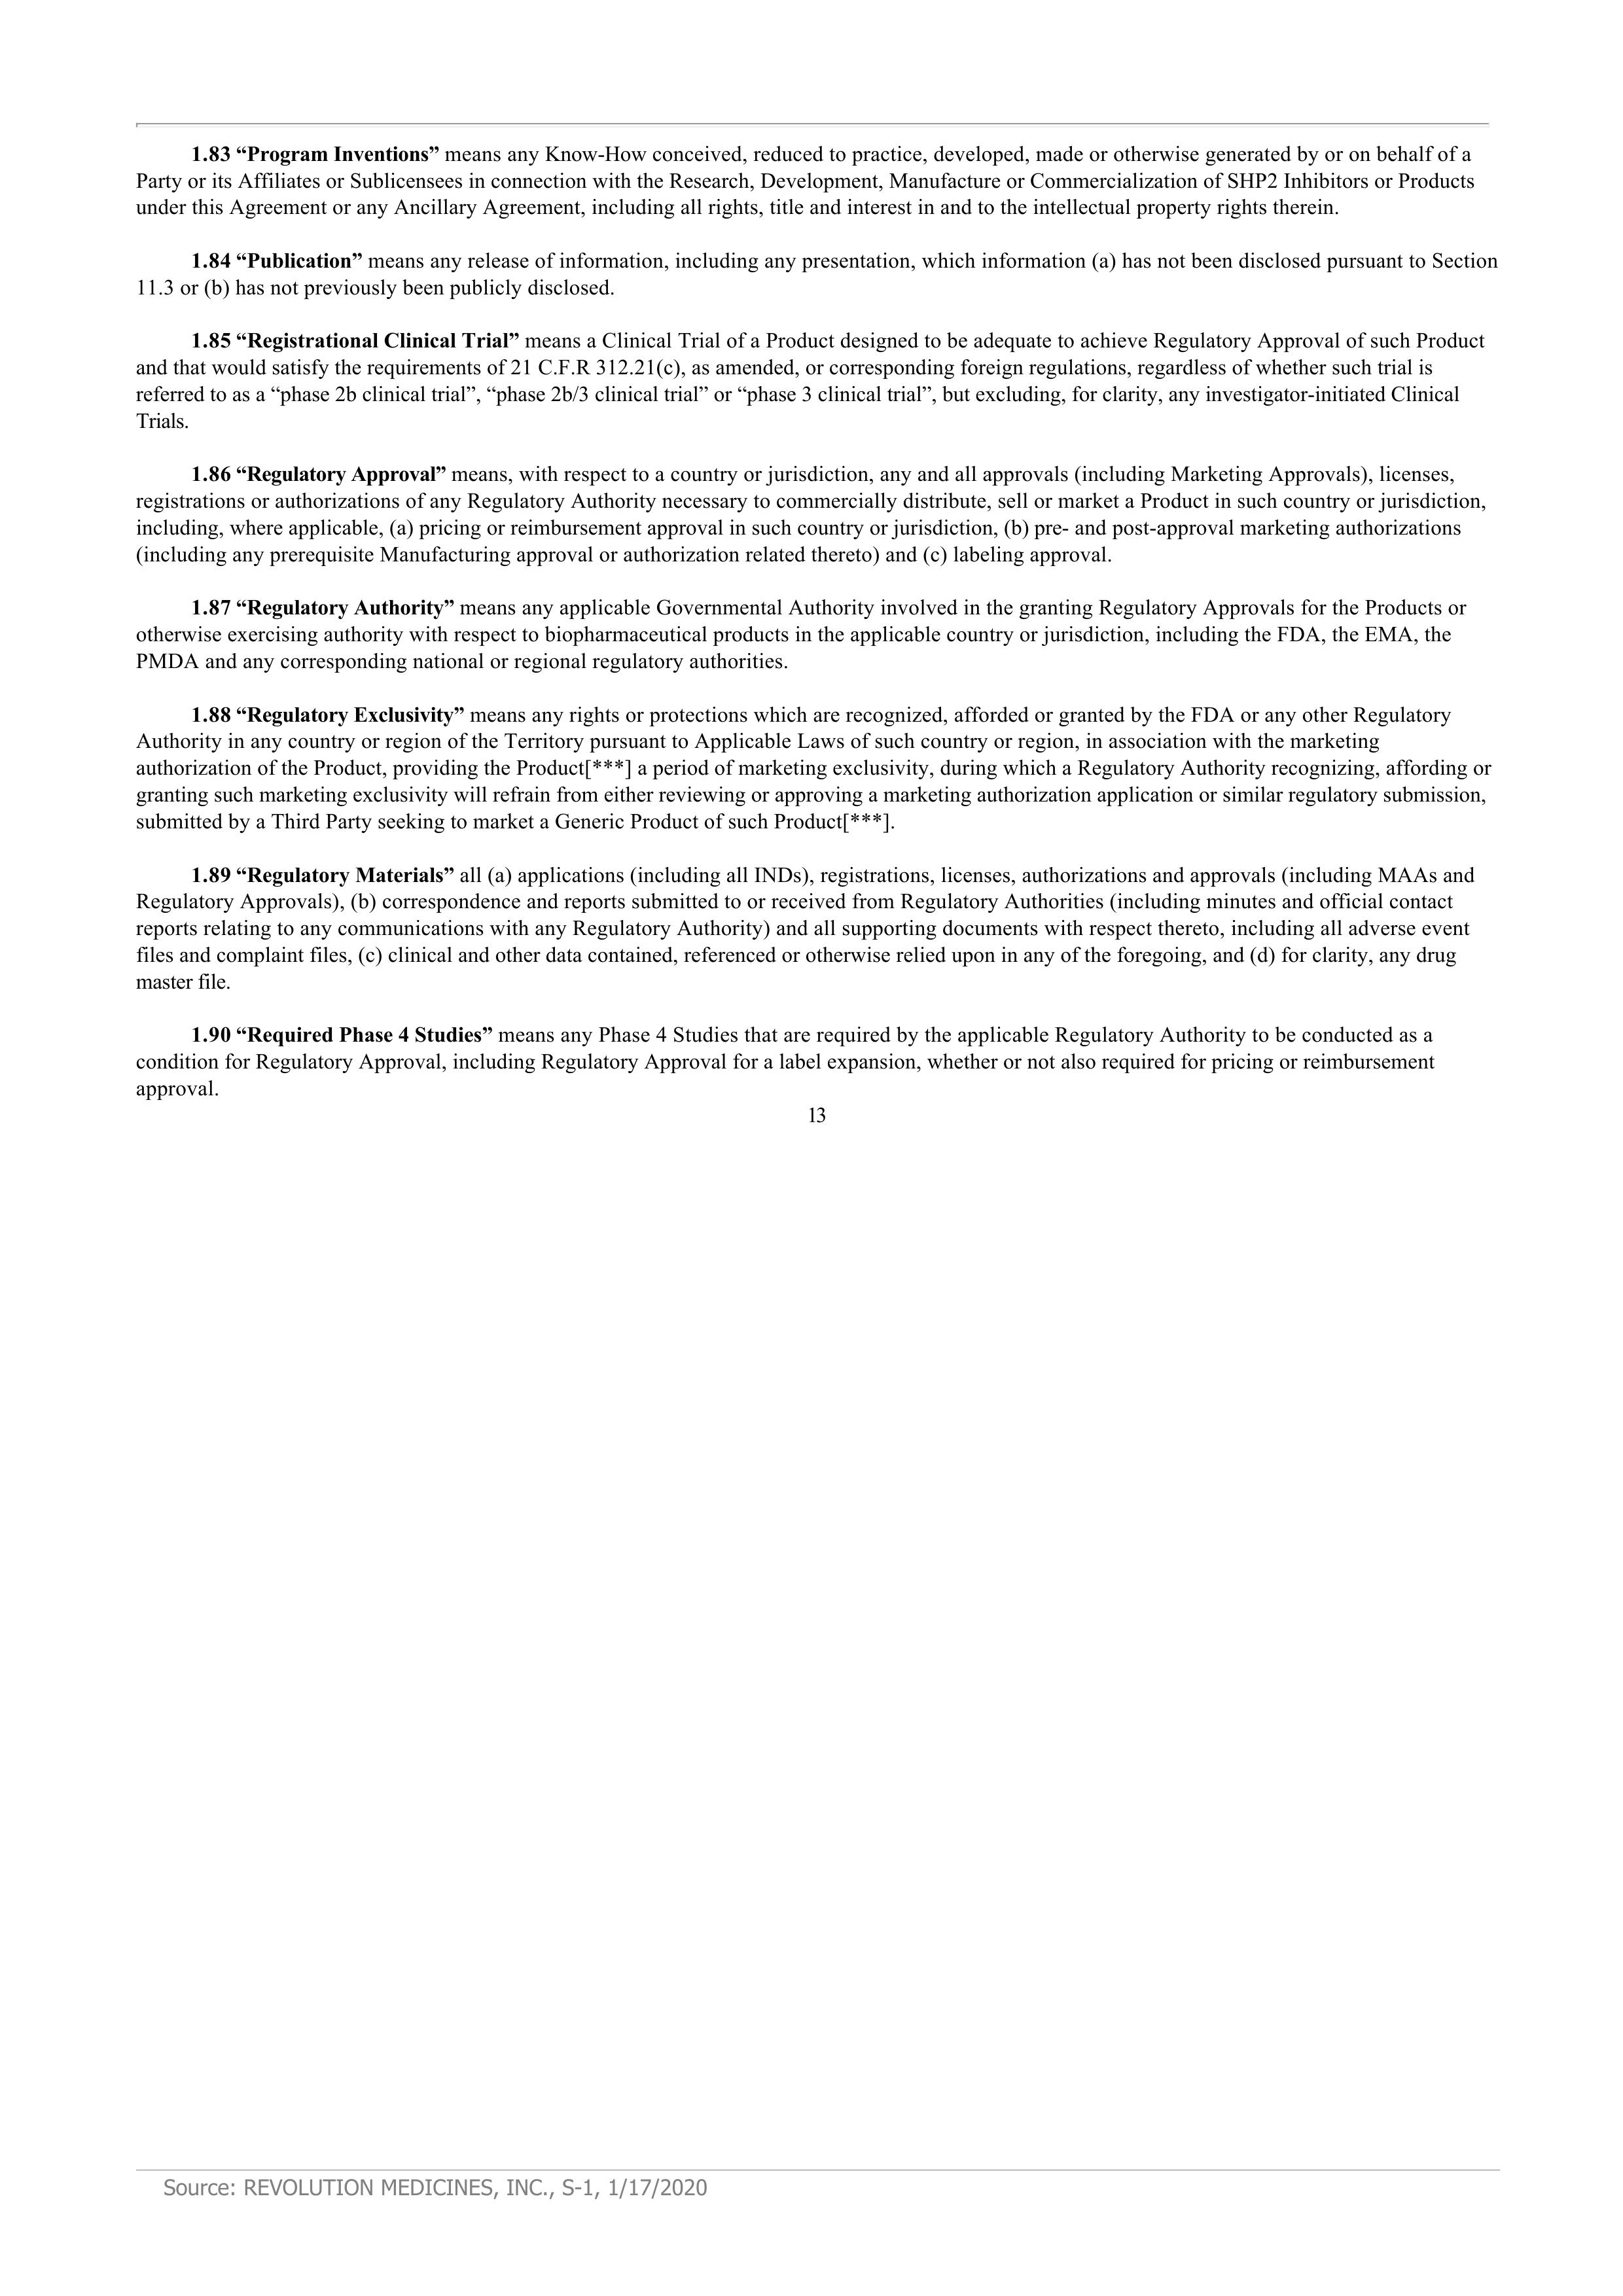 1.83 “Program Inventions” means any Know-How conceived, reduced to practice, developed, made or otherwise generated by or on behalf of a
Party or its Affiliates or Sublicensees in connection with the Research, Development, Manufacture or Commercialization of SHP2 Inhibitors or Products
under this Agreement or any Ancillary Agreement, including all rights, title and interest in and to the intellectual property rights therein.
1.84 “Publication” means any release of information, including any presentation, which information (a) has not been disclosed pursuant to Section
11.3 or (b) has not previously been publicly disclosed.
1.85 “Registrational Clinical Trial” means a Clinical Trial of a Product designed to be adequate to achieve Regulatory Approval of such Product
and that would satisfy the requirements of 21 C.F.R 312.21(c), as amended, or corresponding foreign regulations, regardless of whether such trial is
referred to as a “phase 2b clinical trial”, “phase 2b/3 clinical trial” or “phase 3 clinical trial”, but excluding, for clarity, any investigator-initiated Clinical
Trials.
1.86 “Regulatory Approval” means, with respect to a country or jurisdiction, any and all approvals (including Marketing Approvals), licenses,
registrations or authorizations of any Regulatory Authority necessary to commercially distribute, sell or market a Product in such country or jurisdiction,
including, where applicable, (a) pricing or reimbursement approval in such country or jurisdiction, (b) pre- and post-approval marketing authorizations
(including any prerequisite Manufacturing approval or authorization related thereto) and (c) labeling approval.
1.87 “Regulatory Authority” means any applicable Governmental Authority involved in the granting Regulatory Approvals for the Products or
otherwise exercising authority with respect to biopharmaceutical products in the applicable country or jurisdiction, including the FDA, the EMA, the
PMDA and any corresponding national or regional regulatory authorities.
1.88 “Regulatory Exclusivity” means any rights or protections which are recognized, afforded or granted by the FDA or any other Regulatory
Authority in any country or region of the Territory pursuant to Applicable Laws of such country or region, in association with the marketing
authorization of the Product, providing the Product[***] a period of marketing exclusivity, during which a Regulatory Authority recognizing, affording or
granting such marketing exclusivity will refrain from either reviewing or approving a marketing authorization application or similar regulatory submission,
submitted by a Third Party seeking to market a Generic Product of such Product[***].
1.89 “Regulatory Materials” all (a) applications (including all INDs), registrations, licenses, authorizations and approvals (including MAAs and
Regulatory Approvals), (b) correspondence and reports submitted to or received from Regulatory Authorities (including minutes and official contact
reports relating to any communications with any Regulatory Authority) and all supporting documents with respect thereto, including all adverse event
files and complaint files, (c) clinical and other data contained, referenced or otherwise relied upon in any of the foregoing, and (d) for clarity, any drug
master file.
1.90 “Required Phase 4 Studies” means any Phase 4 Studies that are required by the applicable Regulatory Authority to be conducted as a
condition for Regulatory Approval, including Regulatory Approval for a label expansion, whether or not also required for pricing or reimbursement
approval.
13
Source: REVOLUTION MEDICINES, INC., S-1, 1/17/2020